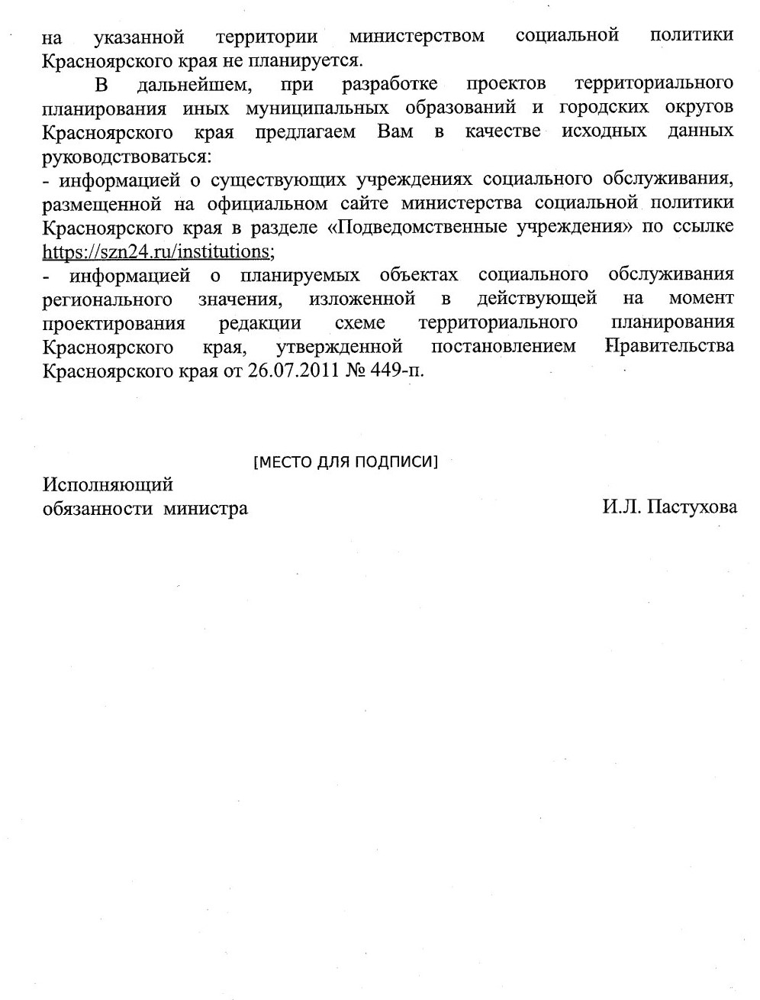 на указанной территории министерством социальной политики
Красноярского края не планируется.
В дальнейшем, при разработке проектов территориального
планирования иных муниципальных образований и городских округов
Красноярского края предлагаем Вам в качестве исходных данных
руководствоваться:
- информацией о существующих учреждениях социального обслуживания,
размещенной на официальном сайте министерства социальной политики
Красноярского края в разделе «Подведомственные учреждения» по ссылке
https://szn24.ru/institutions;
- информацией о планируемых объектах социального обслуживания
регионального значения, изложенной в действующей на момент
проектирования редакции схеме территориального планирования
Красноярского края, утвержденной постановлением Правительства
Красноярского края от 26.07.2011 № 449-п.
[МЕСТО ДЛЯ ПОДПИСИ]
Исполняющий
обязанности министра И.Л. Пастухова